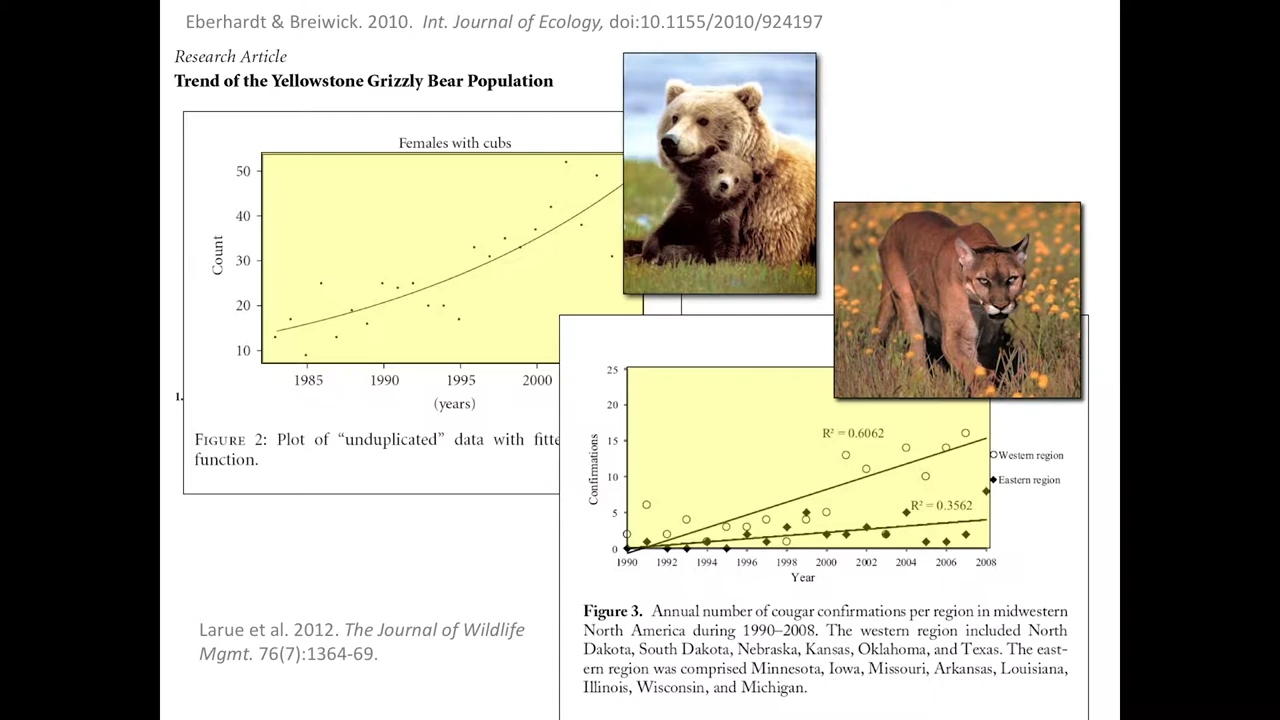 Eberhardt & Breiwick. 2010. Int. Journal of Ecology, doi:10.1155/2010/924197
Research Article
Trend of the Yellowstone Grizzly Bear Population
Females with cubs
50
40
30
20
10
Count
1985 1990 1995 2000
(years)
1.
FIGURE 2: Plot of “unduplicated” data with fitte
function.
25
20
15
10
5
0
Confirmations
R² = 0.6062
R² = 0.3562
Western region
Eastern region
1990 1992 1994 1996 1998 2000 2002 2004 2006 2008
Year
Figure 3. Annual number of cougar confirmations per region in midwestern
North America during 1990–2008. The western region included North
Dakota, South Dakota, Nebraska, Kansas, Oklahoma, and Texas. The east-
ern region was comprised Minnesota, Iowa, Missouri, Arkansas, Louisiana,
Illinois, Wisconsin, and Michigan.
Larue et al. 2012. The Journal of Wildlife
Mgmt. 76(7):1364-69.